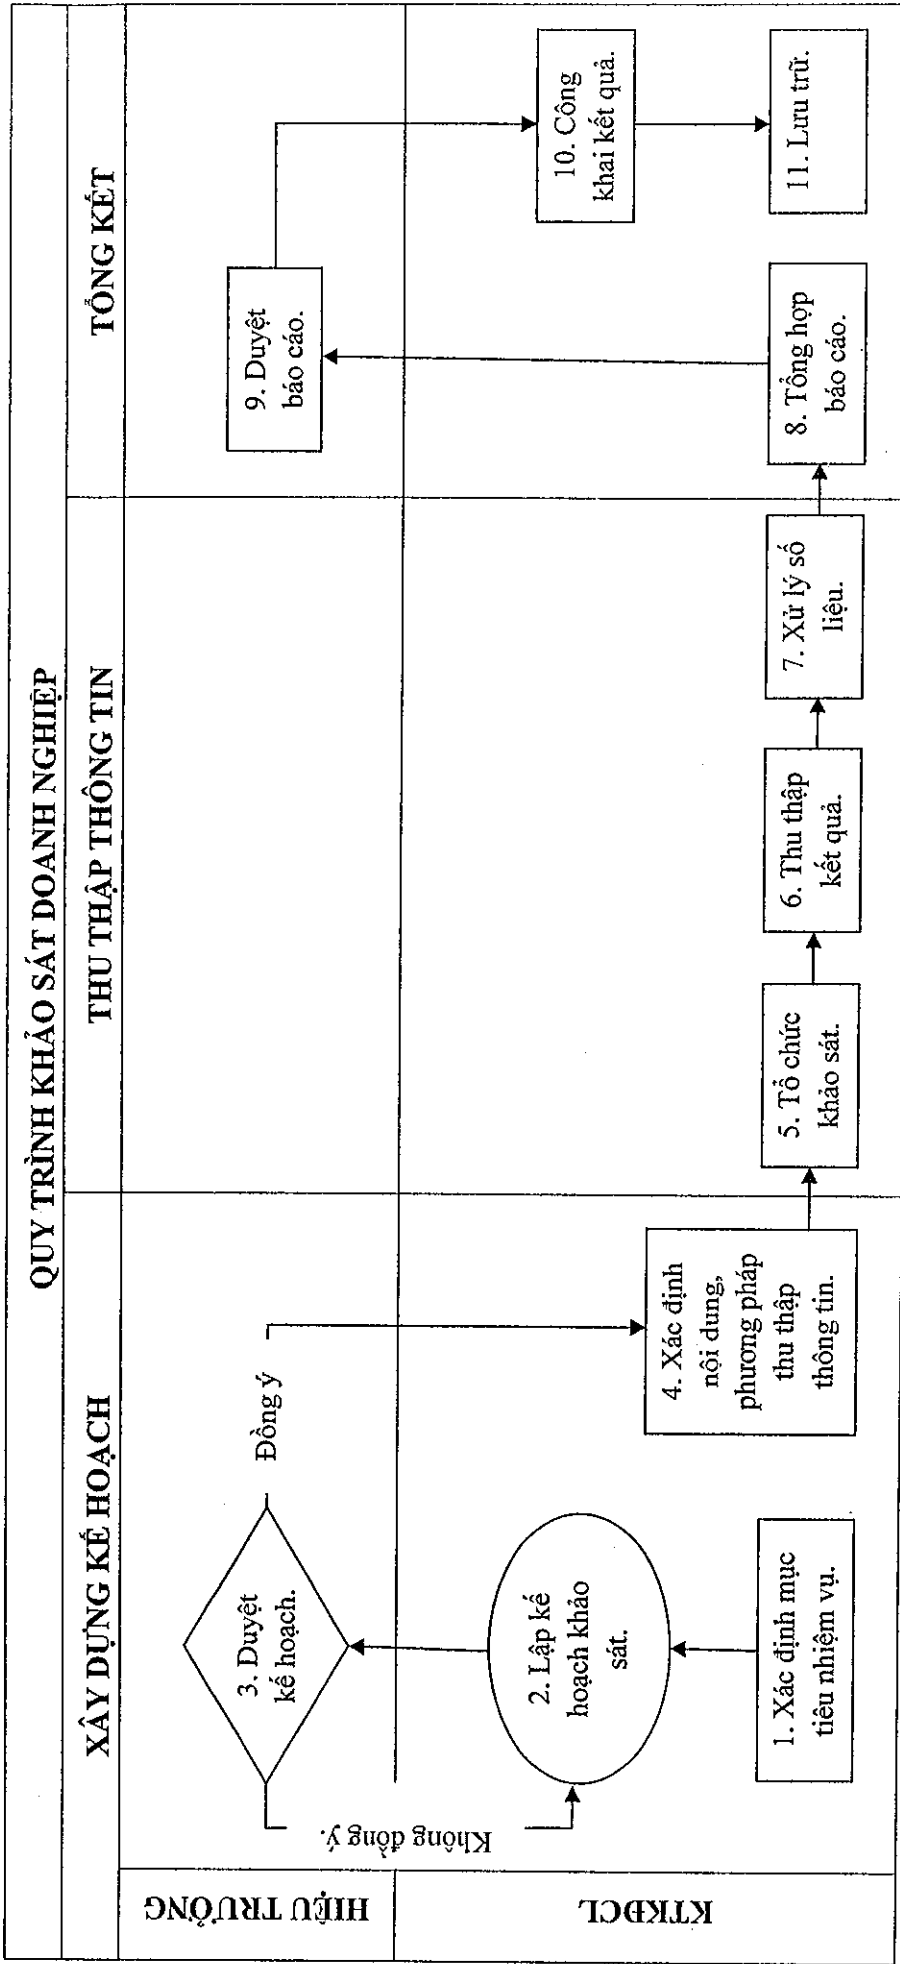 QUY TRÌNH KHẢO SÁT DOANH NGHIỆP
XÂY DỰNG KẾ HOẠCH
THU THẬP THÔNG TIN
TỔNG KẾT
HIỆU TRƯỞNG
KTKĐCL
3. Duyệt
kế hoạch.
Đồng ý
Không đồng ý.
9. Duyệt
báo cáo.
2. Lập kế
hoạch khảo
sát.
1. Xác định mục
tiêu nhiệm vụ.
4. Xác định
nội dung,
phương pháp
thu thập
thông tin.
5. Tổ chức
khảo sát.
6. Thu thập
kết quả.
7. Xử lý số
liệu.
8. Tổng hợp
báo cáo.
10. Công
khai kết quả.
11. Lưu trữ.